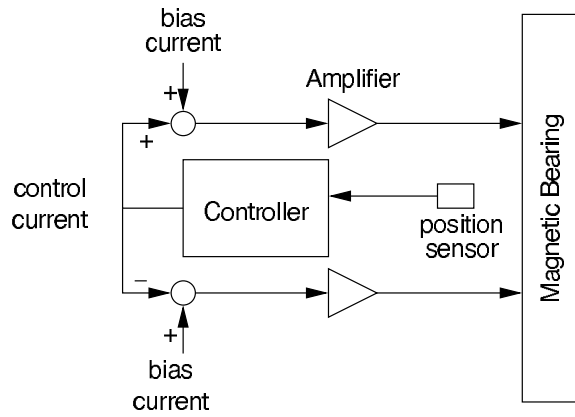 bias
current
Amplifier
+
+
control
current
Controller
position
sensor
Magnetic Bearing
−
+
bias
current